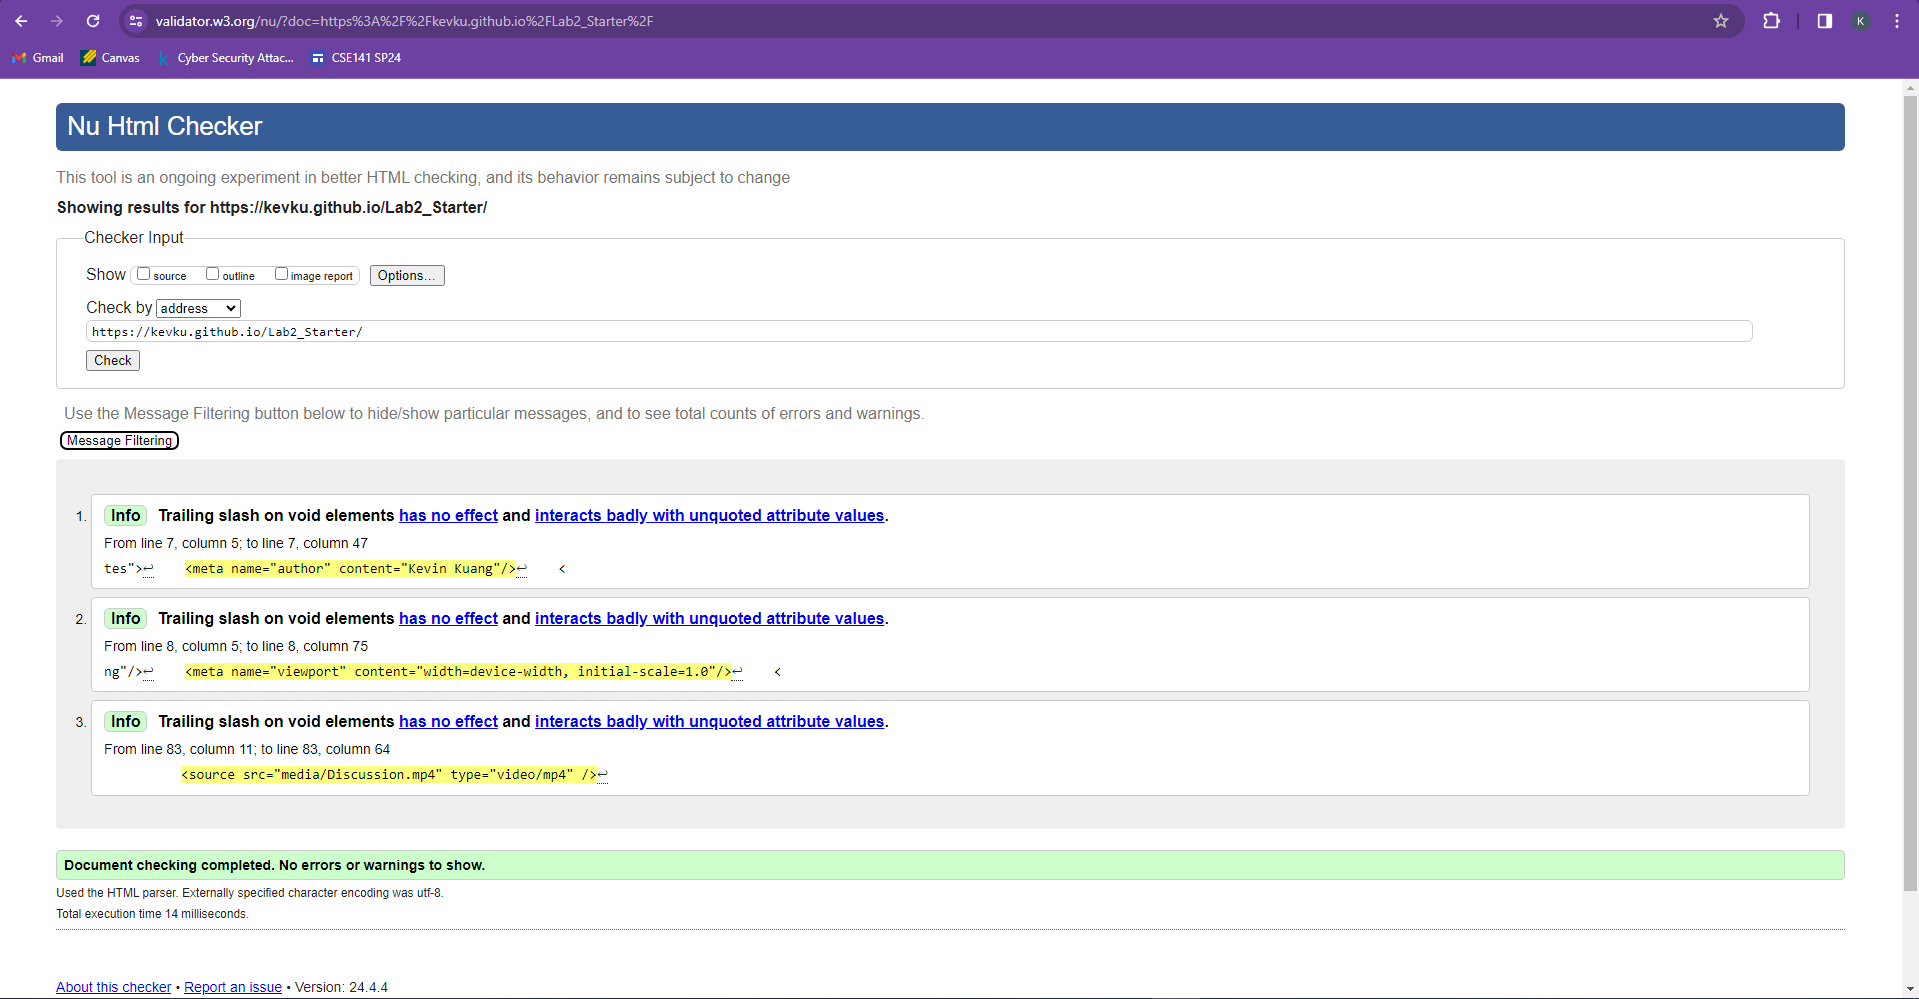 validator.w3.org/nu/?doc=https%3A%2F%2Fkevku.github.io%2FLab2_Starter%2F
K
Gmail Canvas Cyber Security Attac... CSE141 SP24
Nu Html Checker
This tool is an ongoing experiment in better HTML checking, and its behavior remains subject to change
Showing results for https://kevku.github.io/Lab2_Starter/
Checker Input
Show source outline image report Options...
Check by address
https://kevku.github.io/Lab2_Starter/
Check
Use the Message Filtering button below to hide/show particular messages, and to see total counts of errors and warnings.
Message Filtering
1. Info Trailing slash on void elements has no effect and interacts badly with unquoted attribute values.
From line 7, column 5; to line 7, column 47
tes">↩ <meta name="author" content="Kevin Kuang"/>↩ <
2. Info Trailing slash on void elements has no effect and interacts badly with unquoted attribute values.
From line 8, column 5; to line 8, column 75
ng"/>↩ <meta name="viewport" content="width=device-width, initial-scale=1.0"/>↩ <
3. Info Trailing slash on void elements has no effect and interacts badly with unquoted attribute values.
From line 83, column 11; to line 83, column 64
<source src="media/Discussion.mp4" type="video/mp4" />↩
Document checking completed. No errors or warnings to show.
Used the HTML parser. Externally specified character encoding was utf-8.
Total execution time 14 milliseconds.
About this checker • Report an issue • Version: 24.4.4